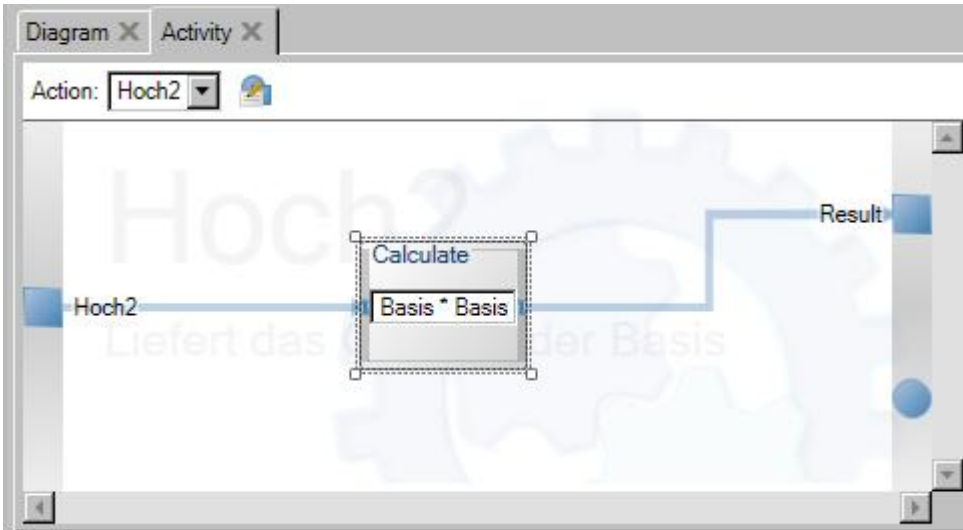 Diagram Activity
Action: Hoch2
Hoch2
Result
Calculate
Hoch2
Basis * Basis
Liefert das der Basis